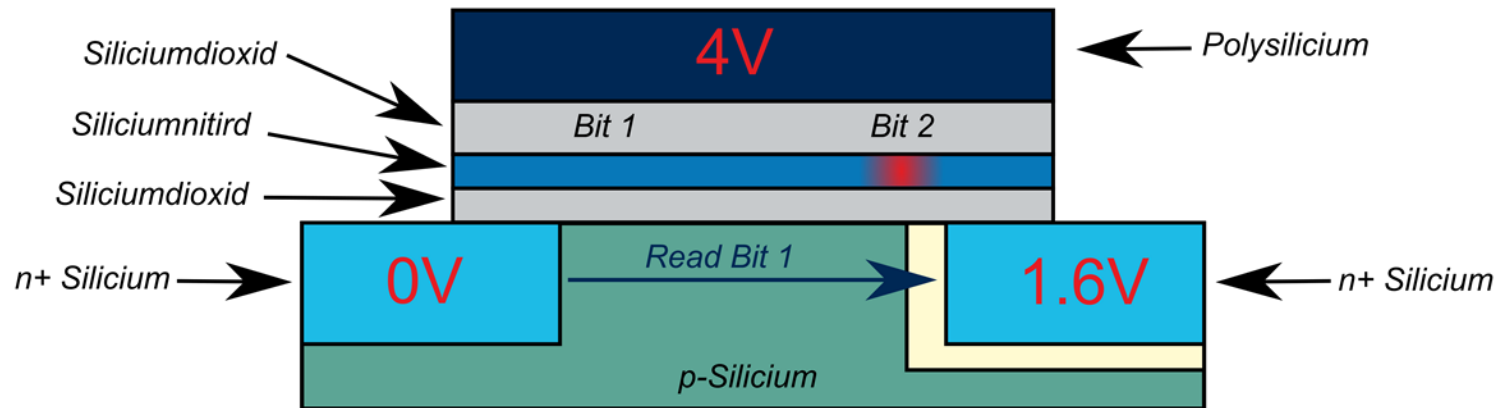 4V
Polysilicium
Siliciumdioxid
Bit 1
Bit 2
Siliciumnitird
Siliciumdioxid
Read Bit 1
n+ Silicium
0V
1.6V
n+ Silicium
p-Silicium